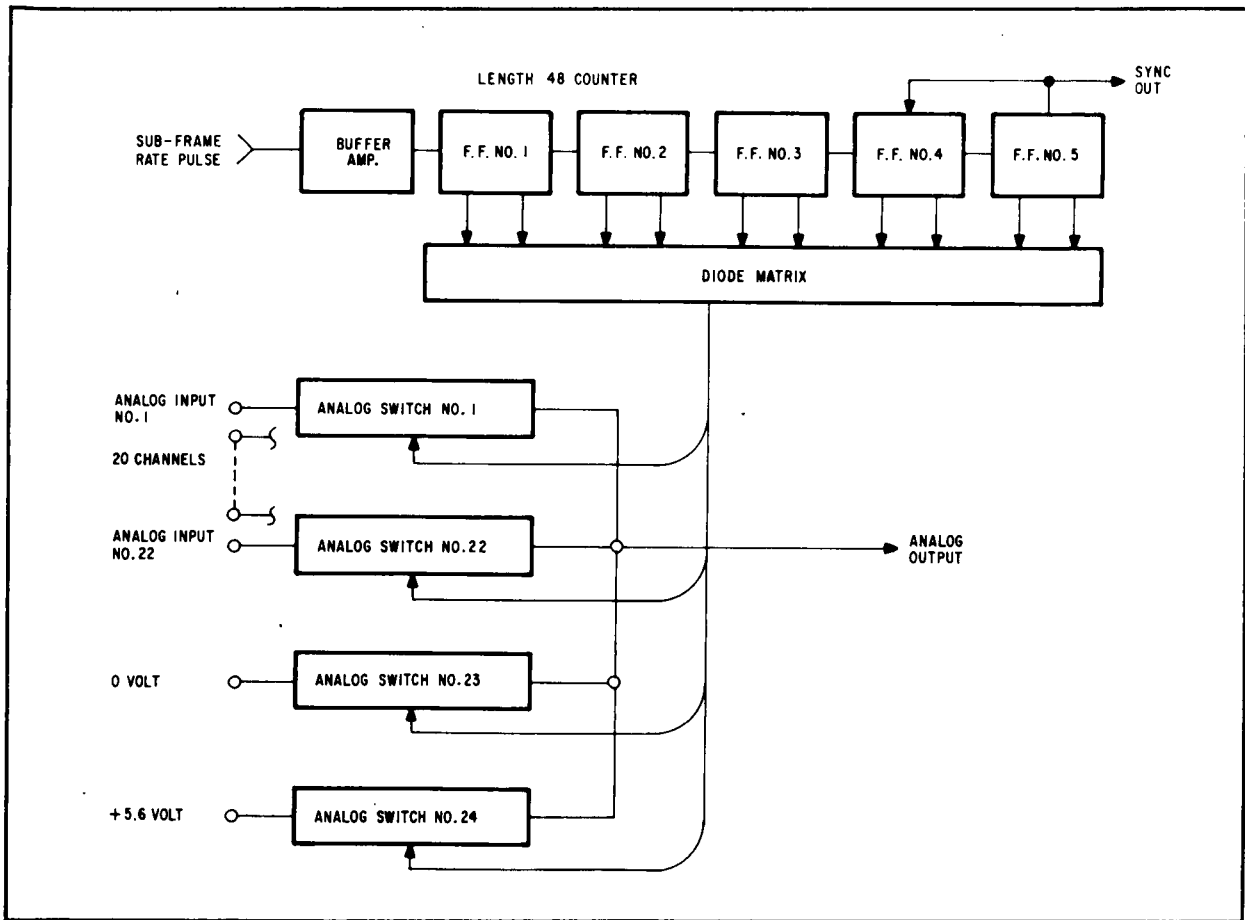 LENGTH 48 COUNTER
SYNC
OUT
SUB-FRAME
RATE PULSE
BUFFER
AMP.
F.F. NO. 1
F.F. NO. 2
F.F. NO. 3
F.F. NO. 4
F.F. NO. 5
DIODE MATRIX
ANALOG INPUT
NO. 1
ANALOG SWITCH NO. 1
20 CHANNELS
ANALOG INPUT
NO. 22
ANALOG SWITCH NO. 22
ANALOG
OUTPUT
0 VOLT
ANALOG SWITCH NO. 23
+5.6 VOLT
ANALOG SWITCH NO. 24